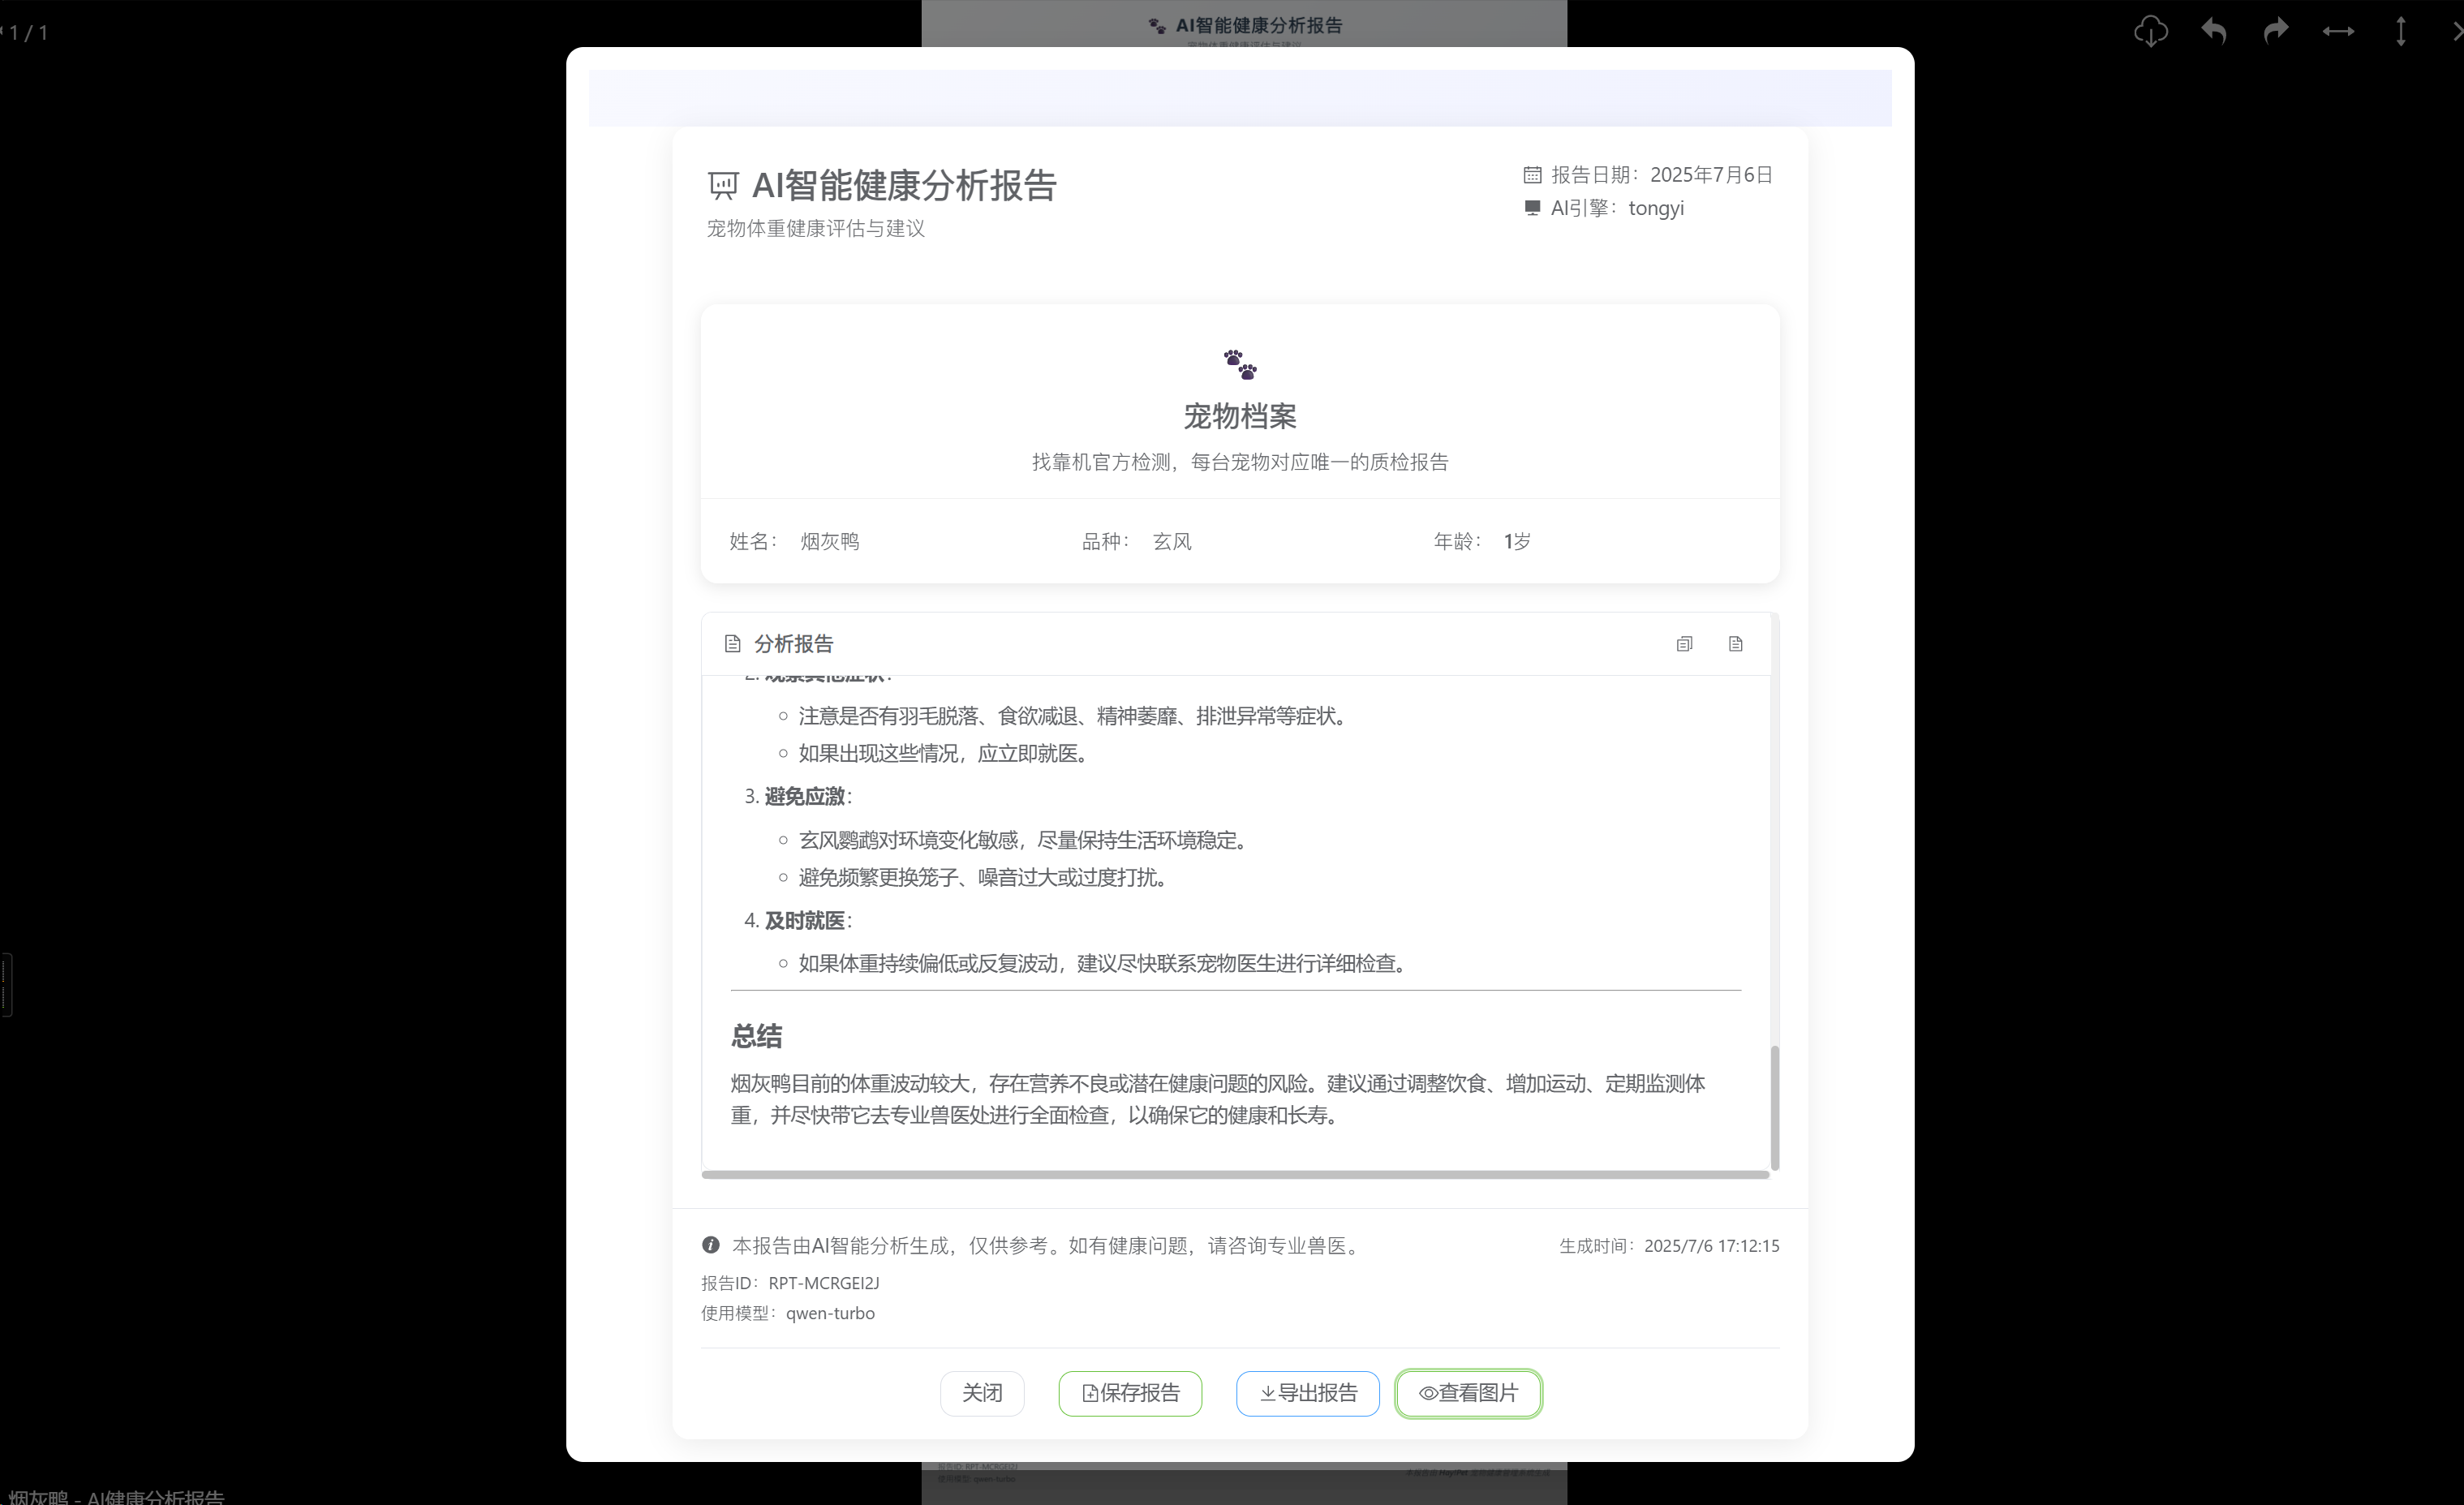 1 / 1
AI智能健康分析报告
AI智能健康分析报告
宠物体重健康评估与建议
报告日期：2025年7月6日
AI引擎：tongyi
宠物档案
找靠机官方检测，每台宠物对应唯一的质检报告
姓名： 烟灰鸭 品种： 玄风 年龄： 1岁
分析报告
2. 观察其他症状：
注意是否有羽毛脱落、食欲减退、精神萎靡、排泄异常等症状。
如果出现这些情况，应立即就医。
3. 避免应激：
玄风鹦鹉对环境变化敏感，尽量保持生活环境稳定。
避免频繁更换笼子、噪音过大或过度打扰。
4. 及时就医：
如果体重持续偏低或反复波动，建议尽快联系宠物医生进行详细检查。
总结
烟灰鸭目前的体重波动较大，存在营养不良或潜在健康问题的风险。建议通过调整饮食、增加运动、定期监测体
重，并尽快带它去专业兽医处进行全面检查，以确保它的健康和长寿。
本报告由AI智能分析生成，仅供参考。如有健康问题，请咨询专业兽医。
生成时间：2025/7/6 17:12:15
报告ID：RPT-MCRGEI2J
使用模型：qwen-turbo
关闭 保存报告 导出报告 查看图片
报告ID: RPT-MCRGEI2J
使用模型: qwen-turbo
烟灰鸭 - AI健康分析报告